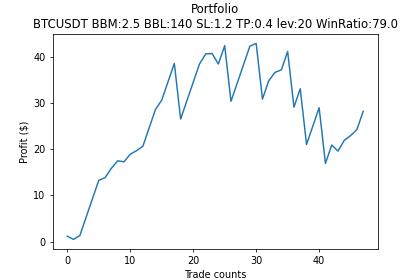 Portfolio
BTCUSDT BBM:2.5 BBL:140 SL:1.2 TP:0.4 lev:20 WinRatio:79.0
40
30
20
10
0
Profit ($)
0 10 20 30 40
Trade counts